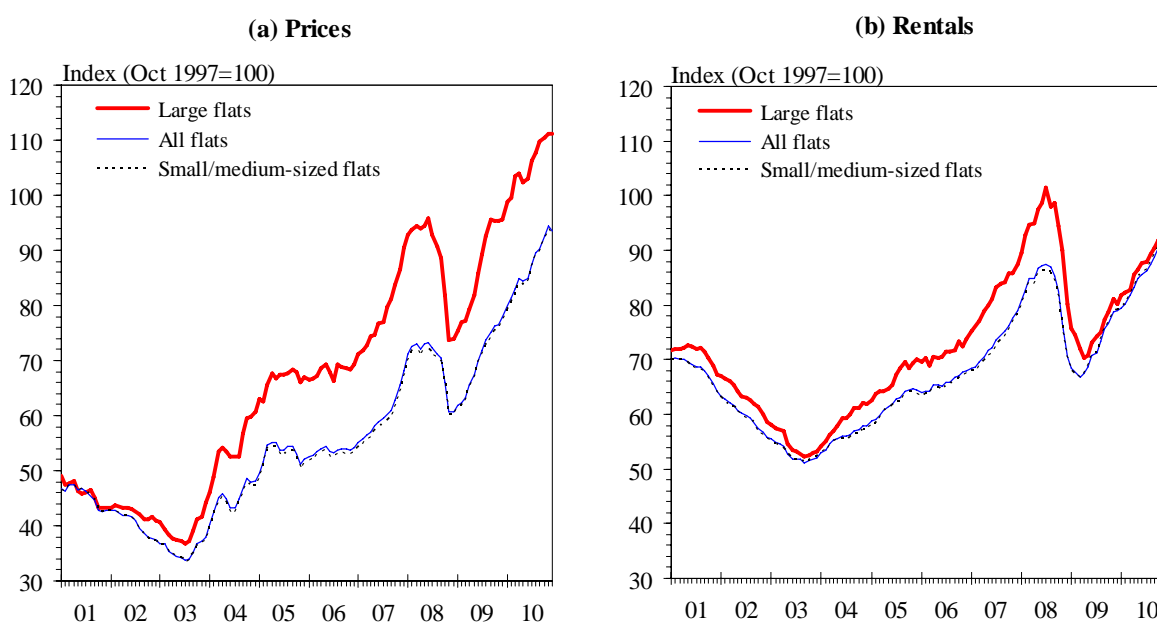 (a) Prices
Index (Oct 1997=100)
120
110
100
90
80
70
60
50
40
30
Large flats
All flats
Small/medium-sized flats
01 02 03 04 05 06 07 08 09 10
(b) Rentals
Index (Oct 1997=100)
120
110
100
90
80
70
60
50
40
30
Large flats
All flats
Small/medium-sized flats
01 02 03 04 05 06 07 08 09 10